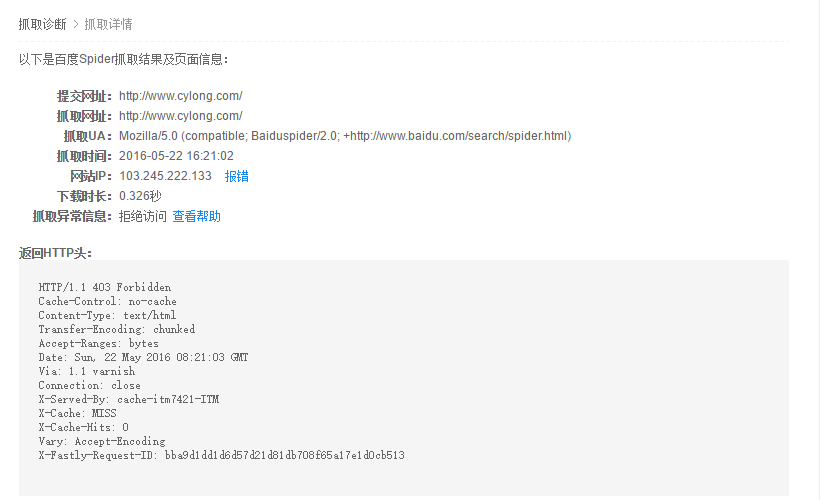 抓取诊断 > 抓取详情
以下是百度Spider抓取结果及页面信息：
提交网址：http://www.cylong.com/
抓取网址：http://www.cylong.com/
抓取UA：Mozilla/5.0 (compatible; Baiduspider/2.0; +http://www.baidu.com/search/spider.html)
抓取时间：2016-05-22 16:21:02
网站IP：103.245.222.133 报错
下载时长：0.326秒
抓取异常信息：拒绝访问 查看帮助
返回HTTP头：
HTTP/1.1 403 Forbidden
Cache-Control: no-cache
Content-Type: text/html
Transfer-Encoding: chunked
Accept-Ranges: bytes
Date: Sun, 22 May 2016 08:21:03 GMT
Via: 1.1 varnish
Connection: close
X-Served-By: cache-itm7421-ITM
X-Cache: MISS
X-Cache-Hits: 0
Vary: Accept-Encoding
X-Fastly-Request-ID: bba9d1dd1d6d57d21d81db708f65a17e1d0cb513